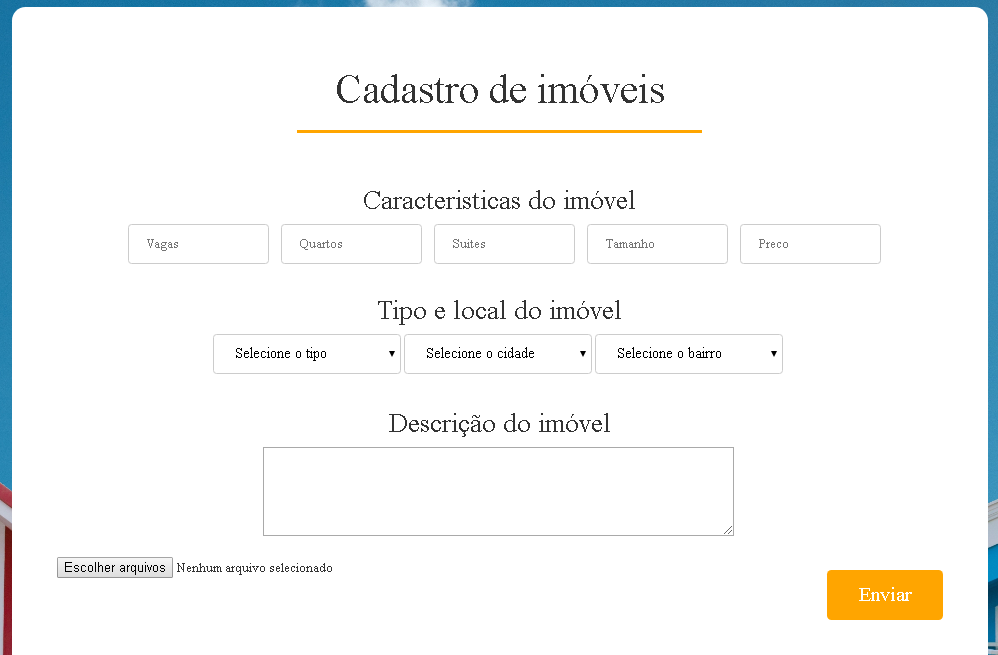 Cadastro de imóveis
Caracteristicas do imóvel
Vagas Quartos Suites Tamanho Preco
Tipo e local do imóvel
Selecione o tipo Selecione o cidade Selecione o bairro
Descrição do imóvel
Escolher arquivos Nenhum arquivo selecionado
Enviar